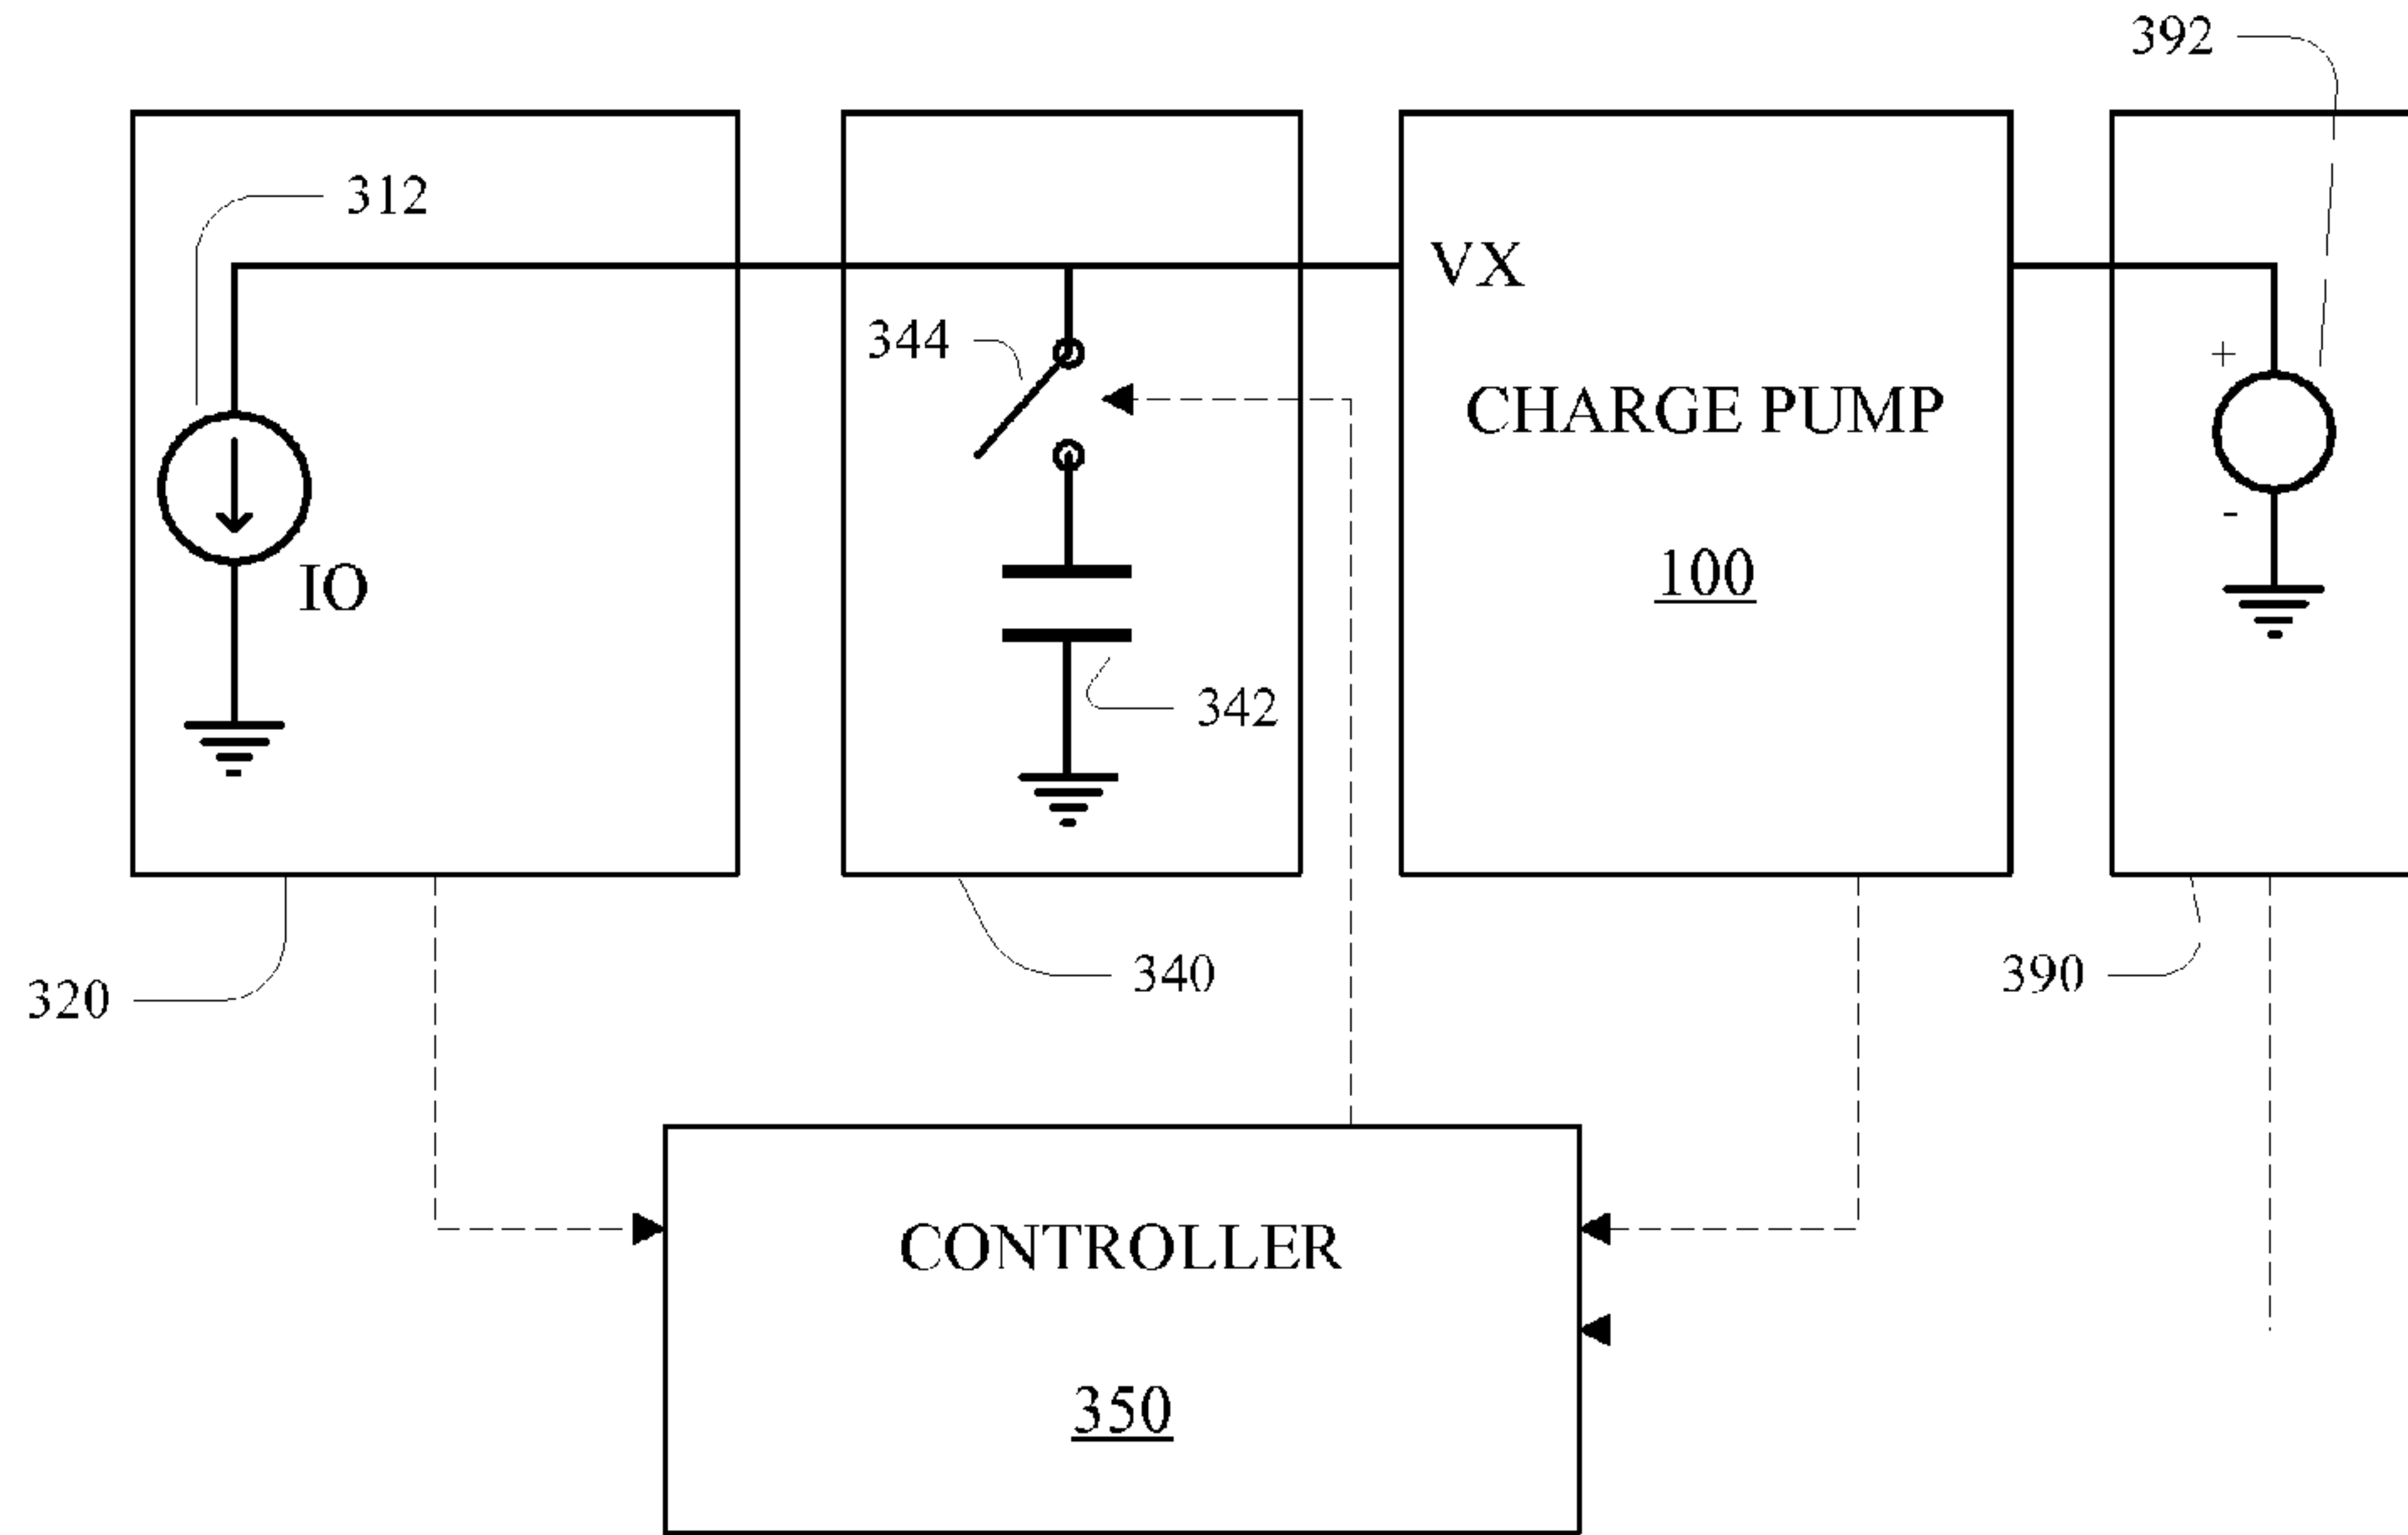 392
312
VX
344
CHARGE PUMP
+
-
100
IO
342
320
340
390
CONTROLLER
350